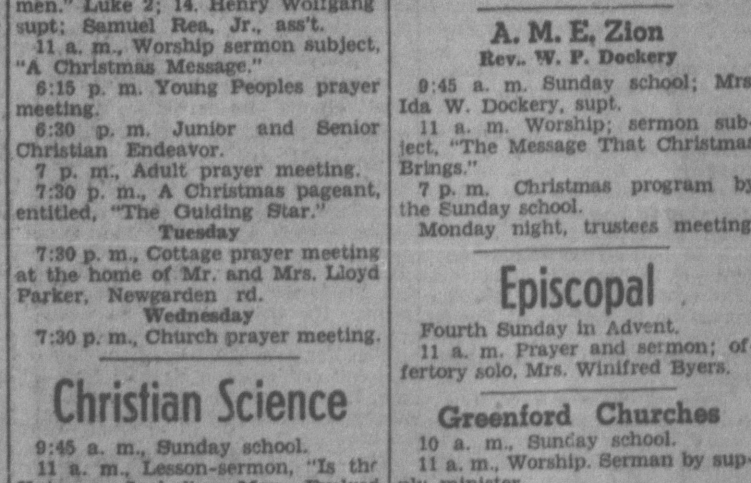 men." Luke 2; 14. Henry Wolfgang
supt; Samuel Rea, Jr., ass't.
11 a. m., Worship sermon subject,
"A Christmas Message."
6:15 p. m. Young Peoples prayer
meeting.
6:30 p. m. Junior and Senior
Christian Endeavor.
7 p. m., Adult prayer meeting.
7:30 p. m., A Christmas pageant,
entitled, "The Guiding Star."
Tuesday
7:30 p. m., Cottage prayer meeting
at the home of Mr. and Mrs. Lloyd
Parker, Newgarden rd.
Wednesday
7:30 p. m., Church prayer meeting.
Christian Science
9:45 a. m., Sunday school.
11 a. m., Lesson-sermon, "Is the
A. M. E. Zion
Rev.. W. P. Dockery
9:45 a. m. Sunday school; Mrs
Ida W. Dockery, supt.
11 a. m. Worship; sermon sub-
ject, "The Message That Christmas
Brings."
7 p. m. Christmas program by
the Sunday school.
Monday night, trustees meeting
Episcopal
Fourth Sunday in Advent.
11 a. m. Prayer and sermon; of
fertory solo, Mrs. Winifred Byers.
Greenford Churches
10 a. m., Sunday school.
11 a. m., Worship. Serman by sup-
ply minister